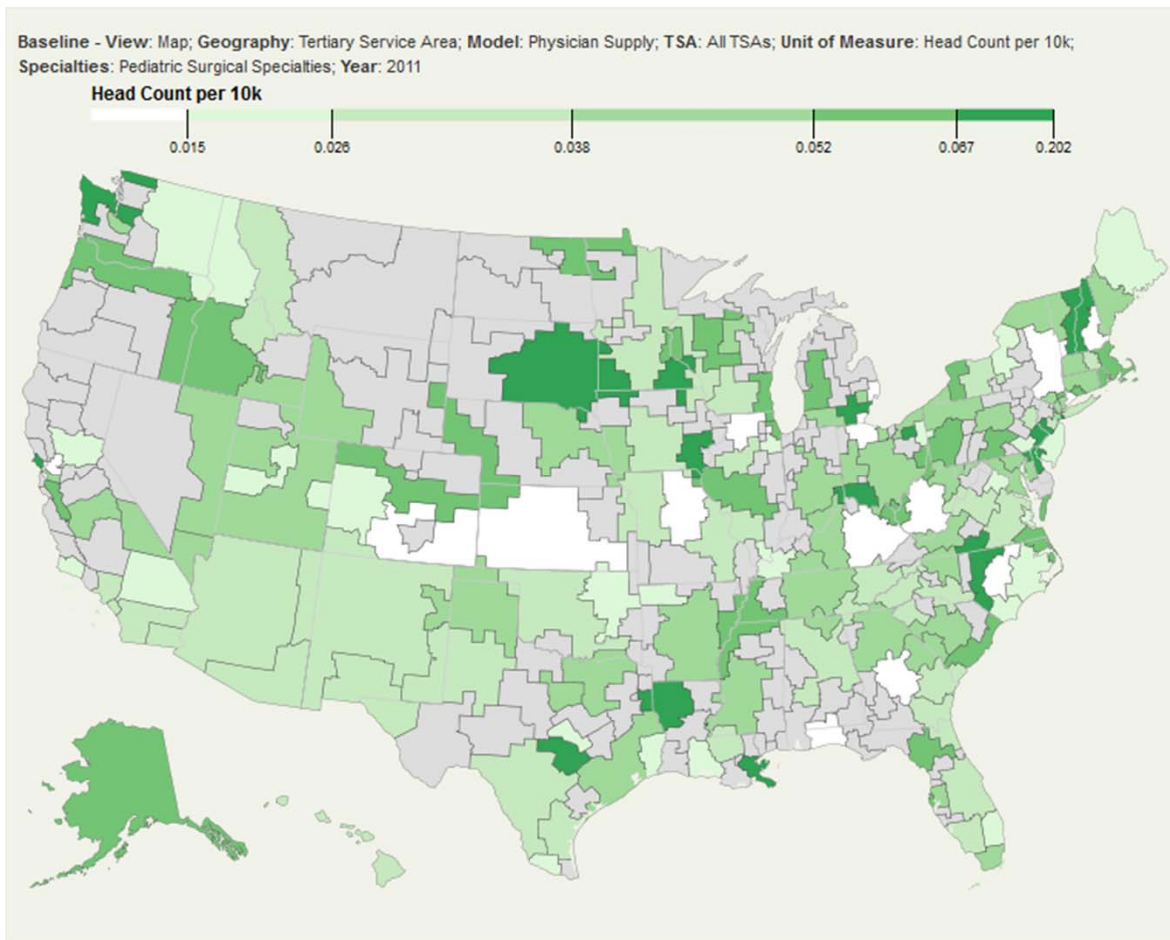 Baseline - View: Map; Geography: Tertiary Service Area; Model: Physician Supply; TSA: All TSAs; Unit of Measure: Head Count per 10k;
Specialties: Pediatric Surgical Specialties; Year: 2011
Head Count per 10k
0.015 0.026 0.038 0.052 0.067 0.202